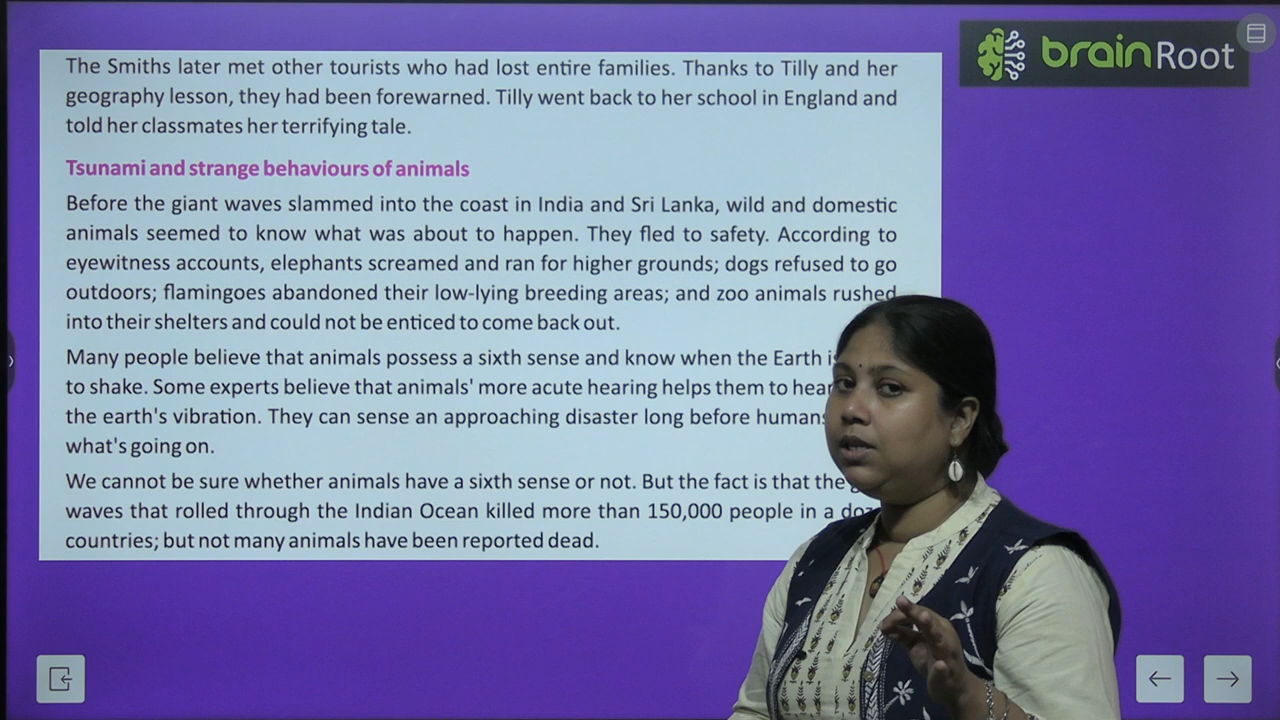 brainRoot
The Smiths later met other tourists who had lost entire families. Thanks to Tilly and her
geography lesson, they had been forewarned. Tilly went back to her school in England and
told her classmates her terrifying tale.
Tsunami and strange behaviours of animals
Before the giant waves slammed into the coast in India and Sri Lanka, wild and domestic
animals seemed to know what was about to happen. They fled to safety. According to
eyewitness accounts, elephants screamed and ran for higher grounds; dogs refused to go
outdoors; flamingoes abandoned their low-lying breeding areas; and zoo animals rushed
into their shelters and could not be enticed to come back out.
Many people believe that animals possess a sixth sense and know when the Earth
to shake. Some experts believe that animals' more acute hearing helps them to hear
the earth's vibration. They can sense an approaching disaster long before humans
what's going on.
We cannot be sure whether animals have a sixth sense or not. But the fact is that the
waves that rolled through the Indian Ocean killed more than 150,000 people in a
countries; but not many animals have been reported dead.